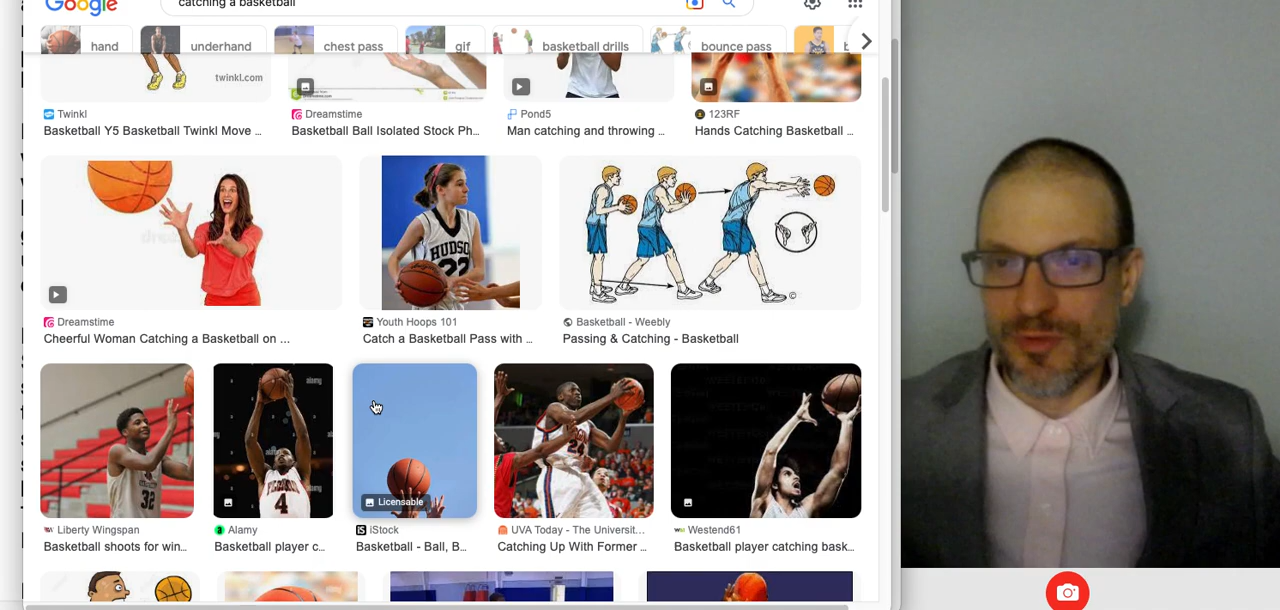 Google
catching a basketball
hand
underhand
chest pass
gif
basketball drills
bounce pass
twinkl.com
Twinkl
Basketball Y5 Basketball Twinkl Move ...
Dreamstime
Basketball Ball Isolated Stock Ph...
Pond5
Man catching and throwing ...
123RF
Hands Catching Basketball ...
HUDSO
22
©
Dreamstime
Cheerful Woman Catching a Basketball on ...
Youth Hoops 101
Catch a Basketball Pass with ...
Basketball - Weebly
Passing & Catching - Basketball
32
alamy
4
Licensable
Liberty Wingspan
Basketball shoots for win...
Alamy
Basketball player c...
iStock
Basketball - Ball, B...
UVA Today - The Universit...
Catching Up With Former ...
Westend61
Basketball player catching bask...